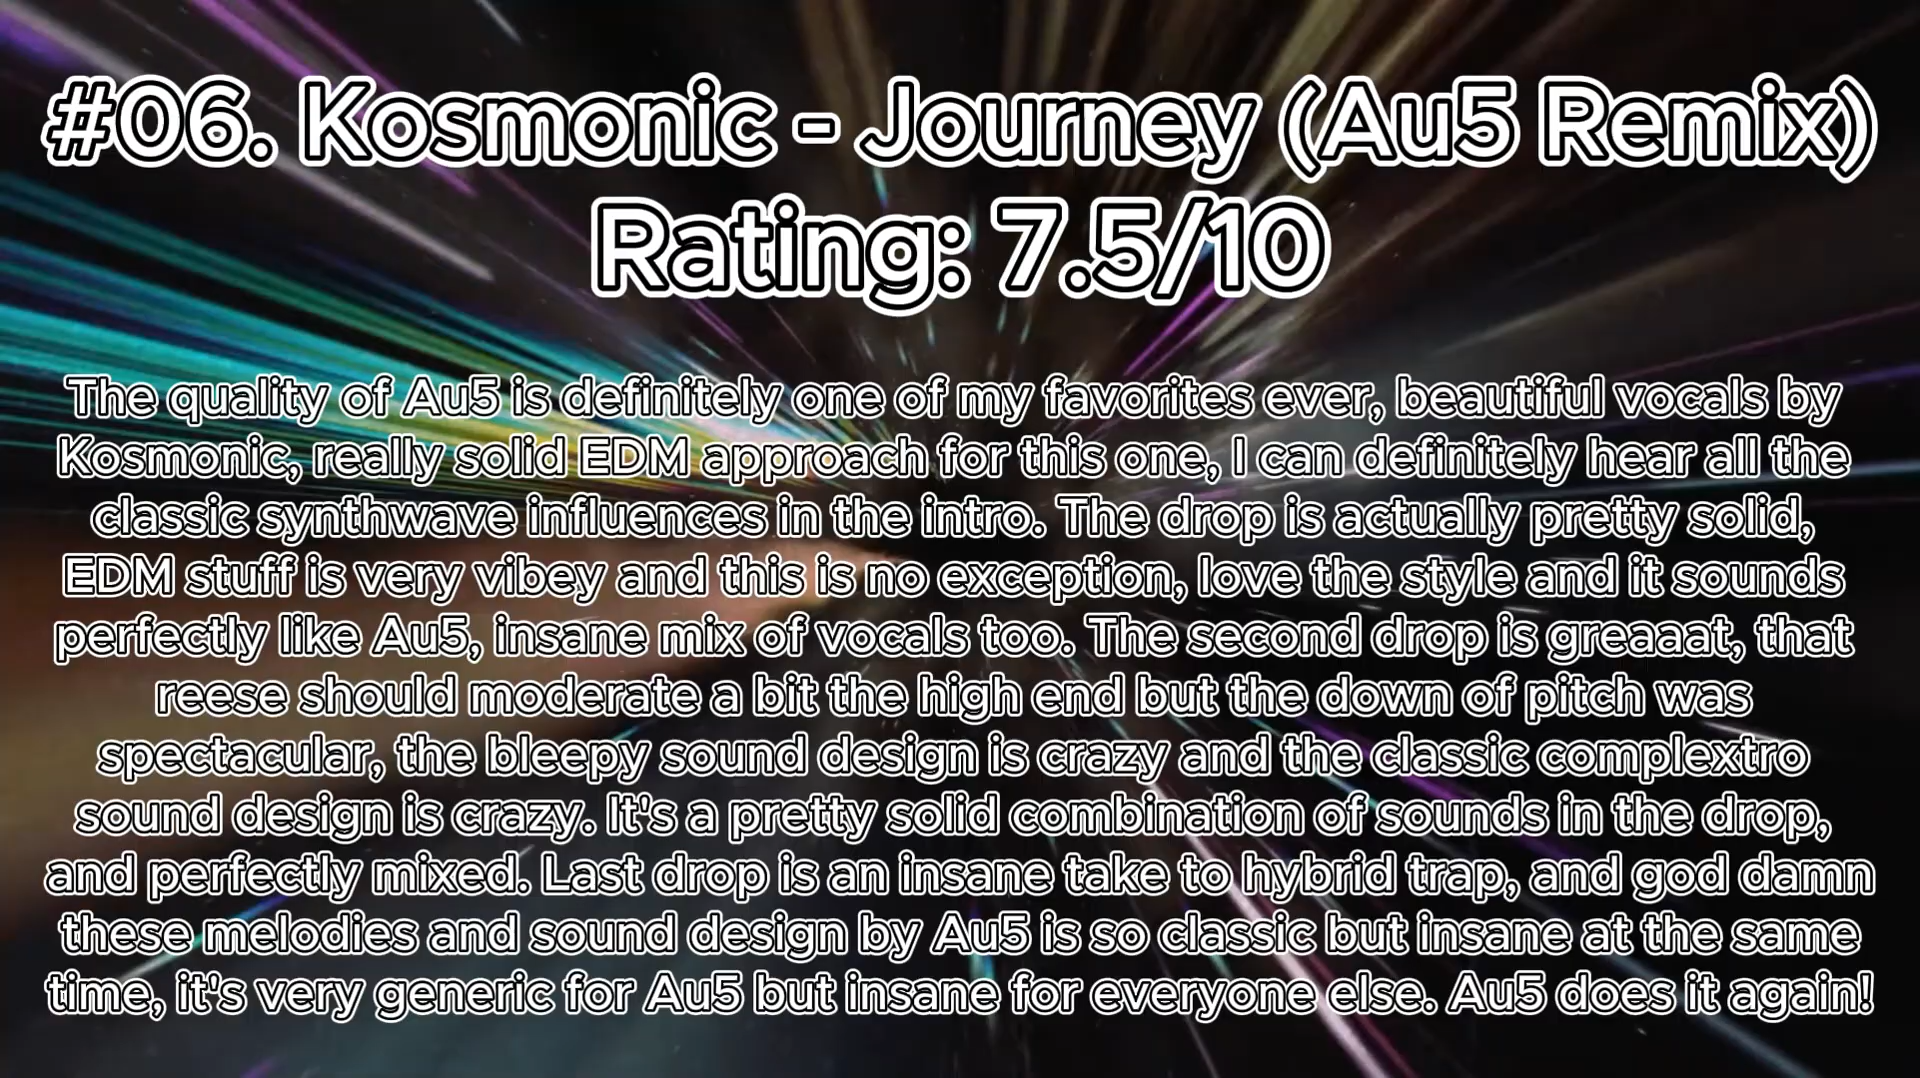 #06. Kosmonic - Journey (Au5 Remix)
Rating: 7.5/10
The quality of Au5 is definitely one of my favorites ever, beautiful vocals by
Kosmonic, really solid EDM approach for this one, I can definitely hear all the
classic synthwave influences in the intro. The drop is actually pretty solid,
EDM stuff is very vibey and this is no exception, love the style and it sounds
perfectly like Au5, insane mix of vocals too. The second drop is greaaat, that
reese should moderate a bit the high end but the down of pitch was
spectacular, the bleepy sound design is crazy and the classic complextro
sound design is crazy. It's a pretty solid combination of sounds in the drop,
and perfectly mixed. Last drop is an insane take to hybrid trap, and god damn
these melodies and sound design by Au5 is so classic but insane at the same
time, it's very generic for Au5 but insane for everyone else. Au5 does it again!